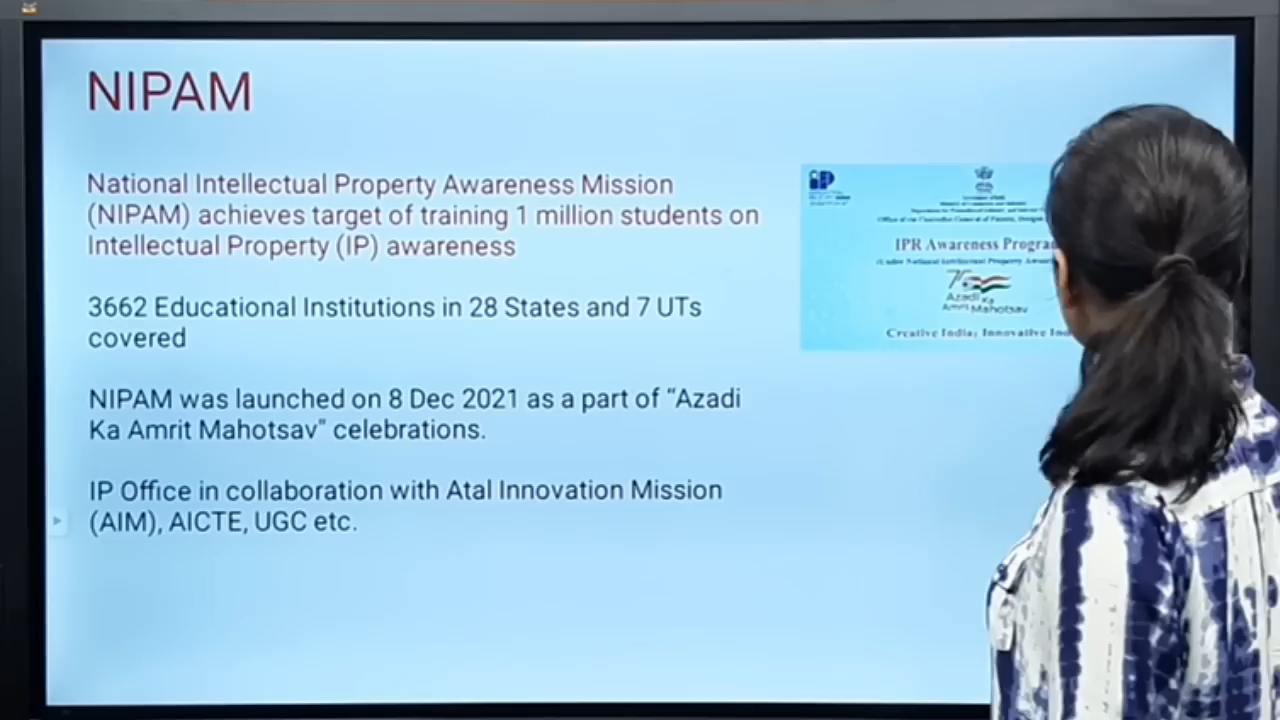 NIPAM
National Intellectual Property Awareness Mission
(NIPAM) achieves target of training 1 million students on
Intellectual Property (IP) awareness
3662 Educational Institutions in 28 States and 7 UTs
covered
NIPAM was launched on 8 Dec 2021 as a part of “Azadi
Ka Amrit Mahotsav" celebrations.
IP Office in collaboration with Atal Innovation Mission
(AIM), AICTE, UGC etc.
IPR Awareness
Azadi Ka
Amrit Mahotsav
Creative India; Innovative